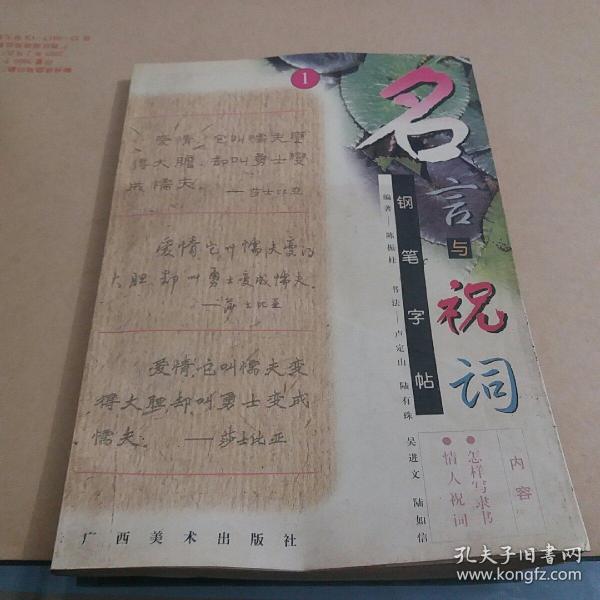 1
名言与祝词
钢笔字帖
编著——陈振桂
书法——卢定山 陆有珠 吴进文 陆如信
爱情,它叫懦夫变
得大胆,却叫勇士变
成懦夫。
——莎士比亚
爱情它叫懦夫变得
大胆,却叫勇士变成懦夫.
——莎士比亚
爱情,它叫懦夫变
得大胆,却叫勇士变成
懦夫. ——莎士比亚
内容
●怎样写隶书
●情人祝词
广西美术出版社
孔夫子旧书网
www.kongfz.com